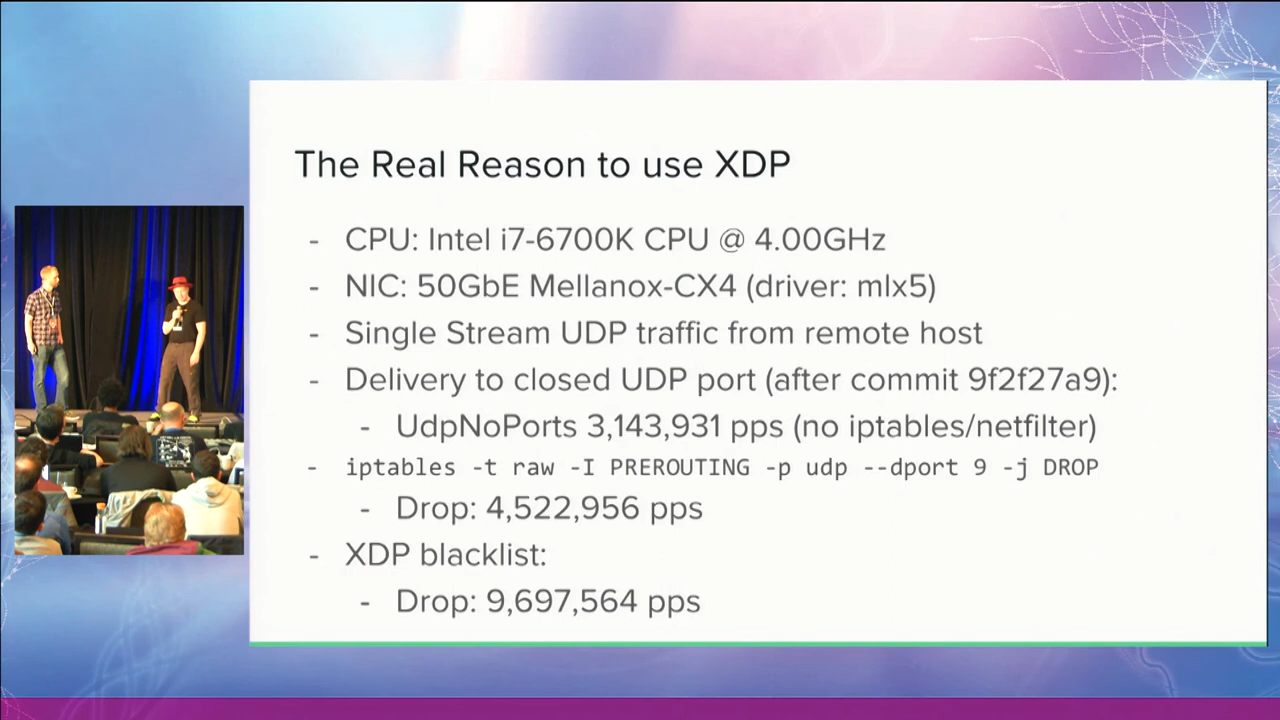 The Real Reason to use XDP
- CPU: Intel i7-6700K CPU @ 4.00GHz
- NIC: 50GbE Mellanox-CX4 (driver: mlx5)
- Single Stream UDP traffic from remote host
- Delivery to closed UDP port (after commit 9f2f27a9):
- UdpNoPorts 3,143,931 pps (no iptables/netfilter)
- iptables -t raw -I PREROUTING -p udp --dport 9 -j DROP
- Drop: 4,522,956 pps
- XDP blacklist:
- Drop: 9,697,564 pps